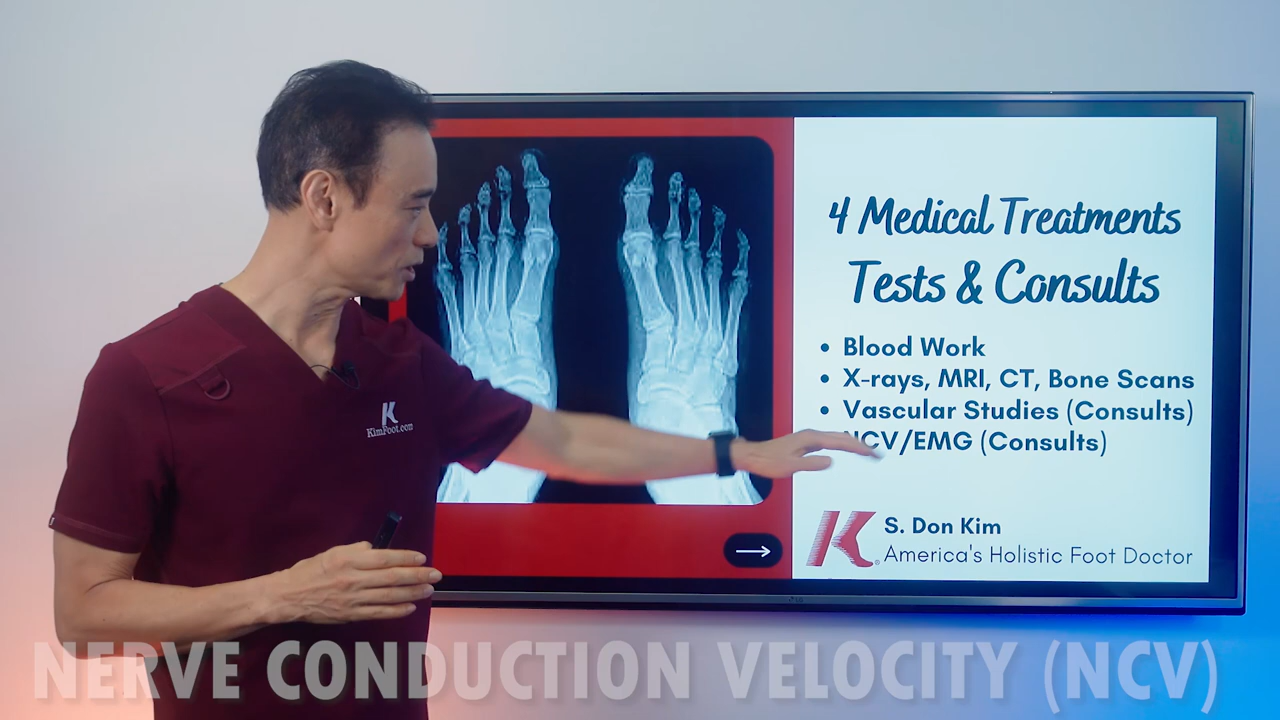 4 Medical Treatments
Tests & Consults
• Blood Work
• X-rays, MRI, CT, Bone Scans
• Vascular Studies (Consults)
NCV/EMG (Consults)
K
KimFoot.com
K® S. Don Kim
America's Holistic Foot Doctor
NERVE CONDUCTION VELOCITY (NCV)